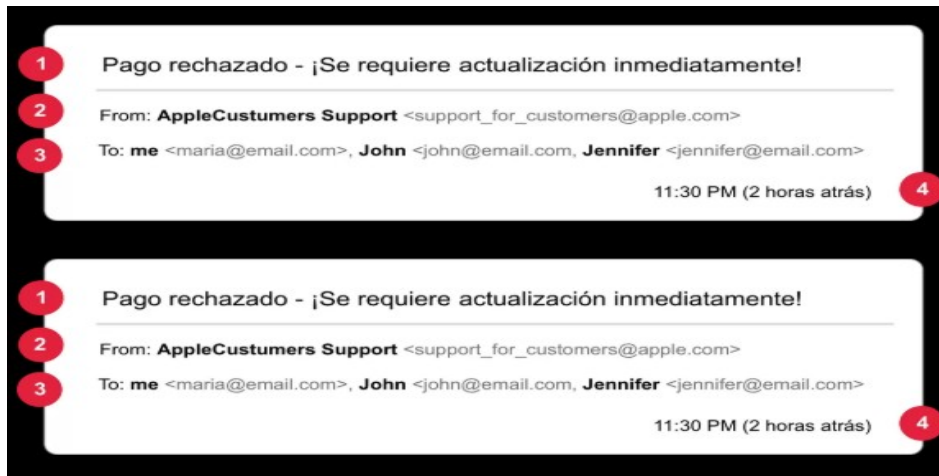 1 Pago rechazado - ¡Se requiere actualización inmediatamente!
2 From: AppleCustumers Support <support_for_customers@apple.com>
3 To: me <maria@email.com>, John <john@email.com, Jennifer <jennifer@email.com>
11:30 PM (2 horas atrás) 4
1 Pago rechazado - ¡Se requiere actualización inmediatamente!
2 From: AppleCustumers Support <support_for_customers@apple.com>
3 To: me <maria@email.com>, John <john@email.com, Jennifer <jennifer@email.com>
11:30 PM (2 horas atrás) 4